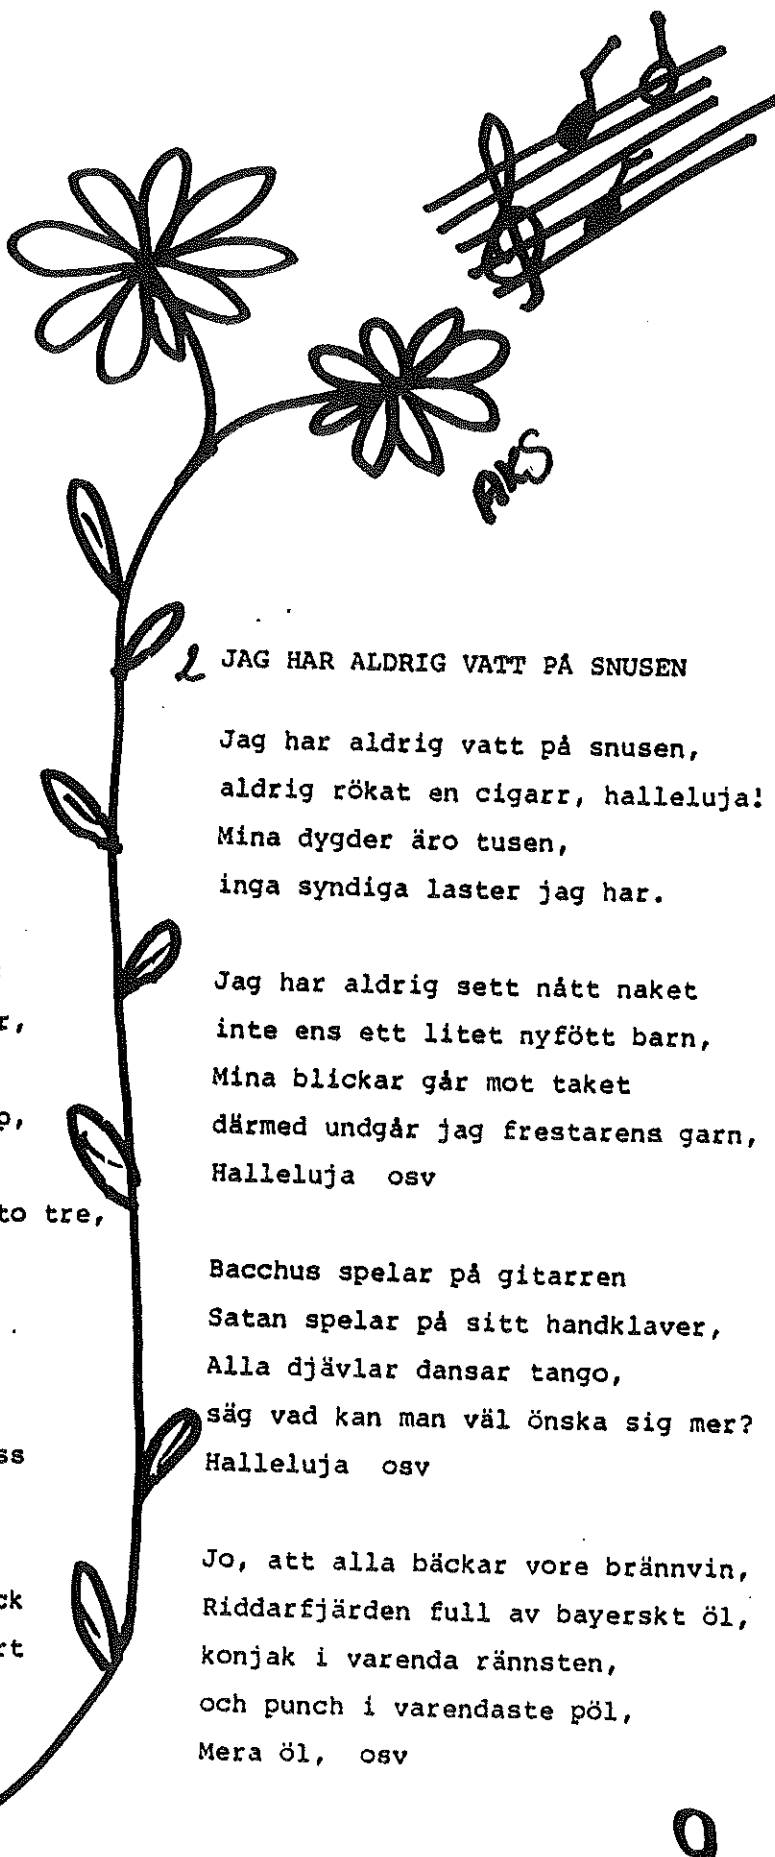 AKS
2 JAG HAR ALDRIG VATT PÅ SNUSEN
Jag har aldrig vatt på snusen,
aldrig rökat en cigarr, halleluja!
Mina dygder äro tusen,
inga syndiga laster jag har.
Jag har aldrig sett nått naket
inte ens ett litet nyfött barn,
Mina blickar går mot taket
därmed undgår jag frestarens garn,
Halleluja osv
Bacchus spelar på gitarren
Satan spelar på sitt handklaver,
Alla djävlar dansar tango,
säg vad kan man väl önska sig mer?
Halleluja osv
Jo, att alla bäckar vore brännvin,
Riddarfjärden full av bayerskt öl,
konjak i varenda rännsten,
och punch i varendaste pöl,
Mera öl, osv
to tre,